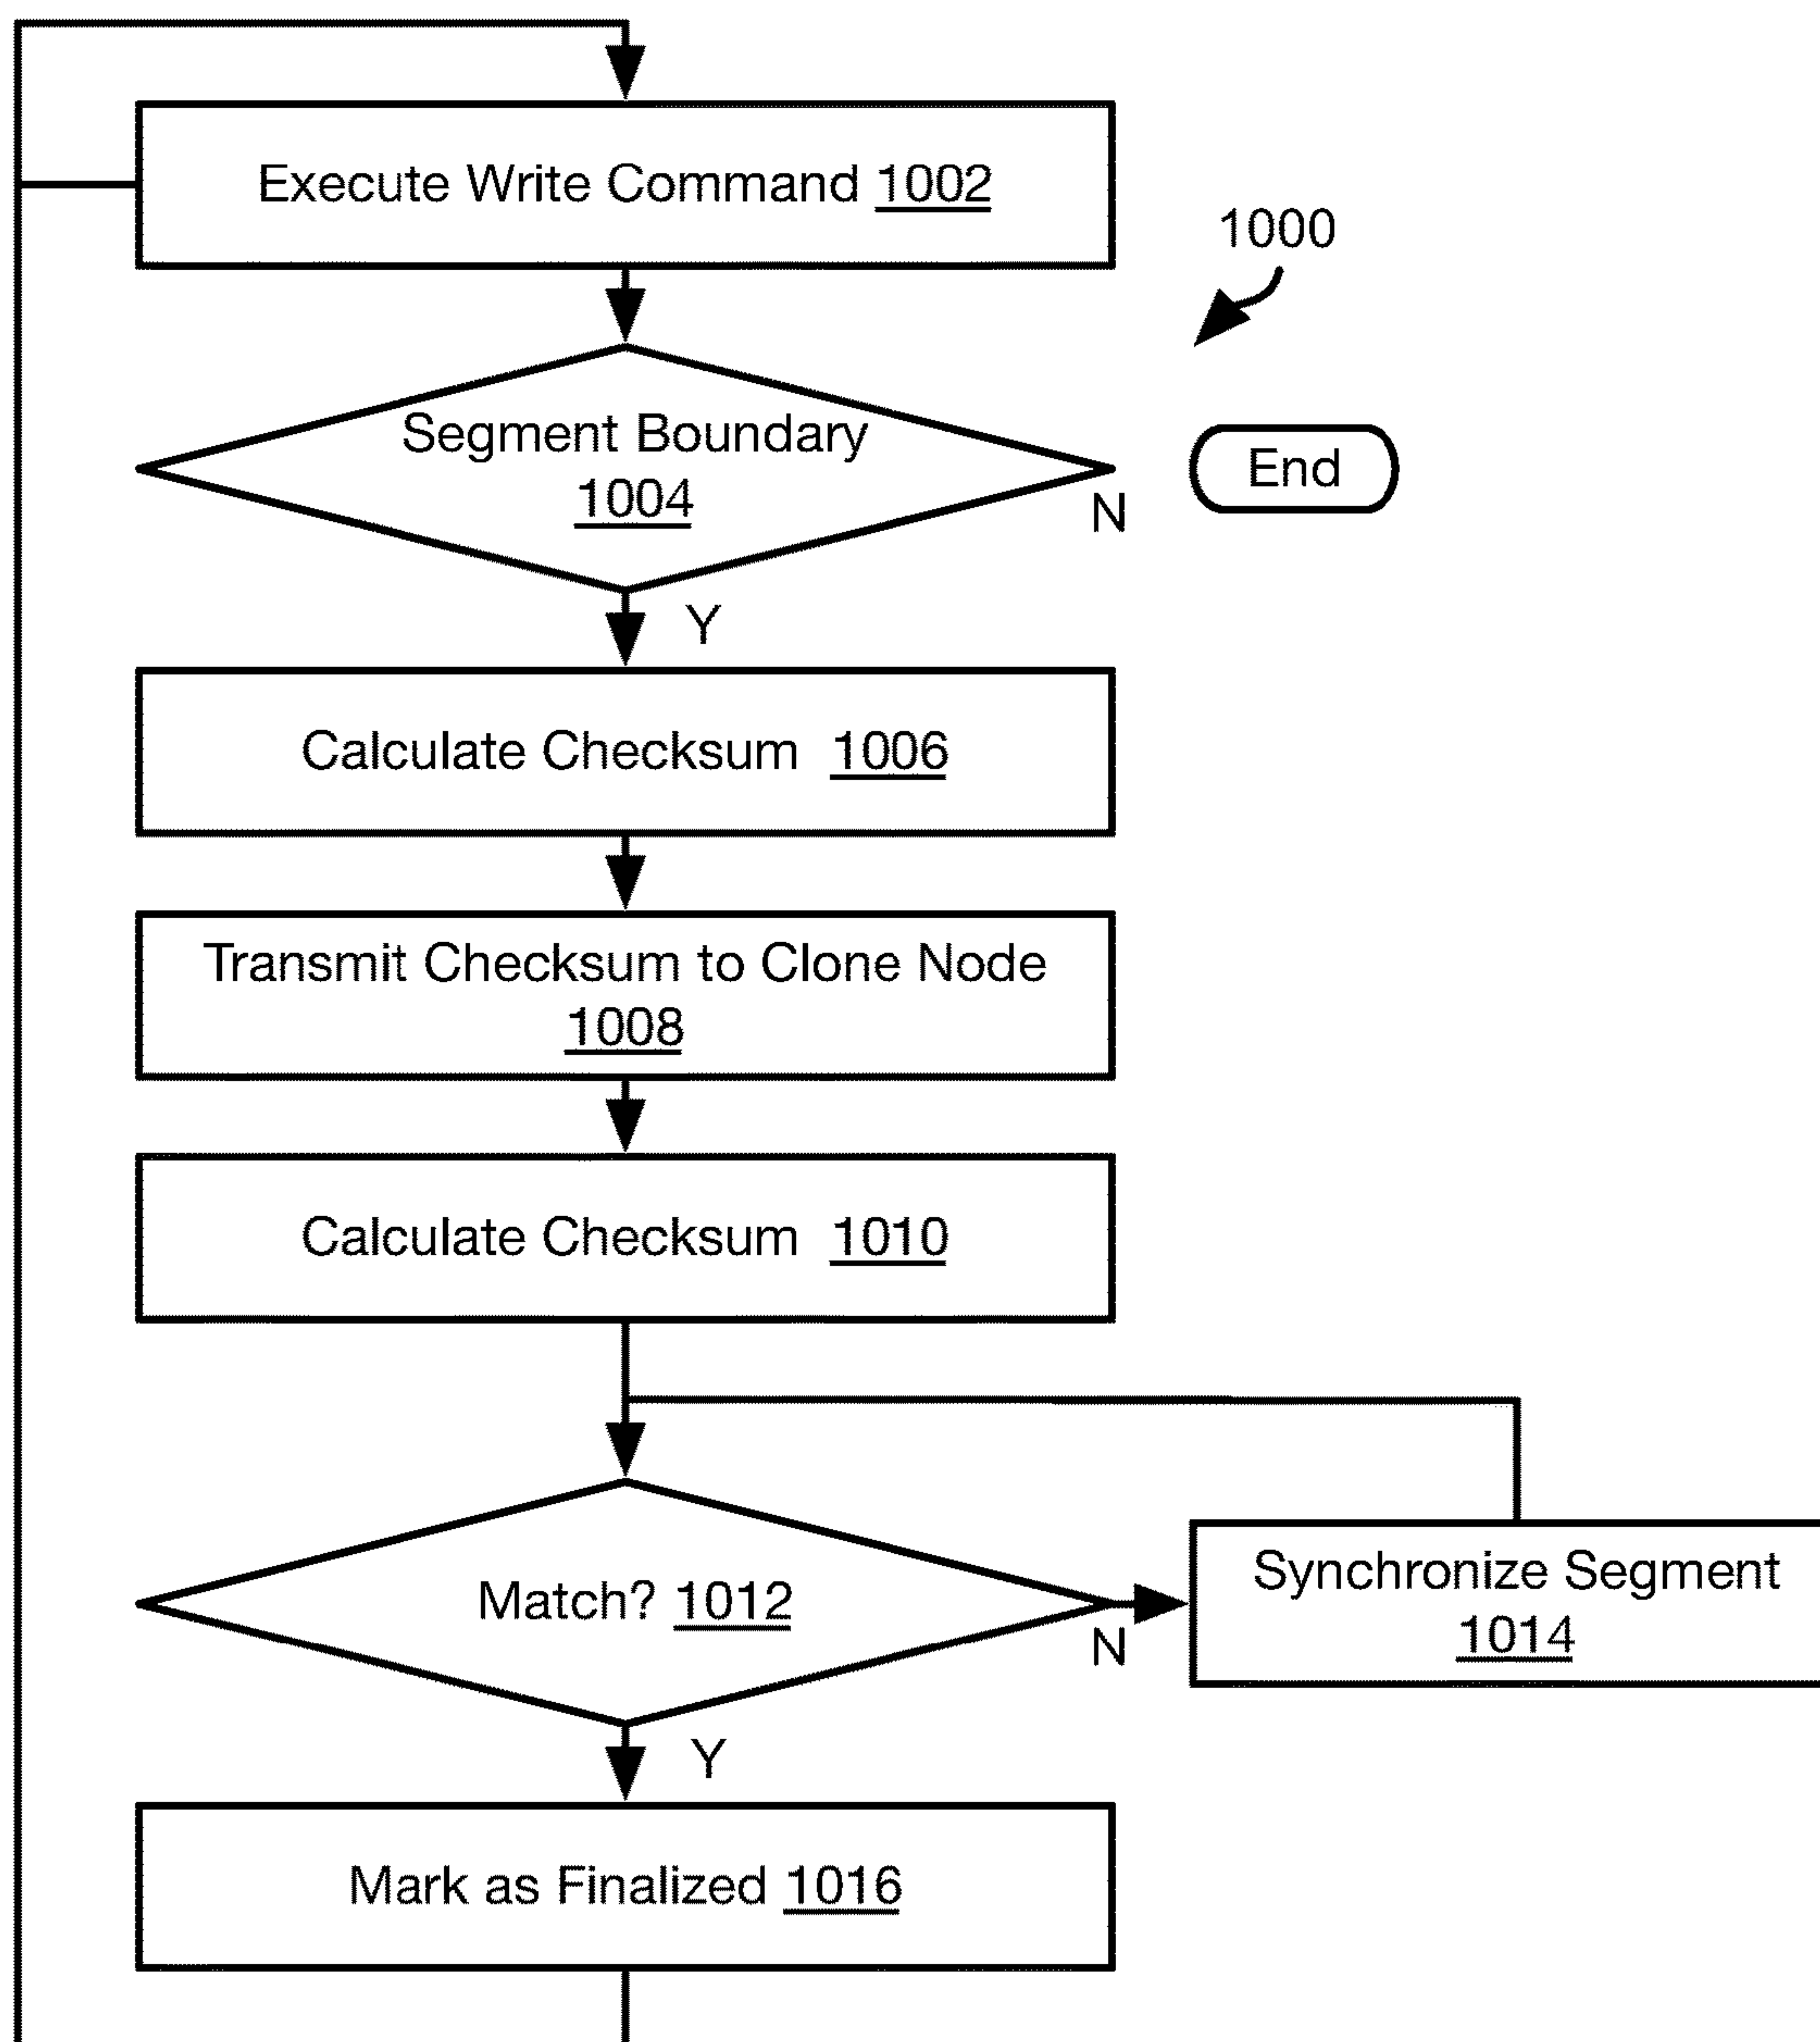 Execute Write Command 1002
1000
Segment Boundary
1004
End
N
Y
Calculate Checksum 1006
Transmit Checksum to Clone Node
1008
Calculate Checksum 1010
Match? 1012
N
Synchronize Segment
1014
Y
Mark as Finalized 1016